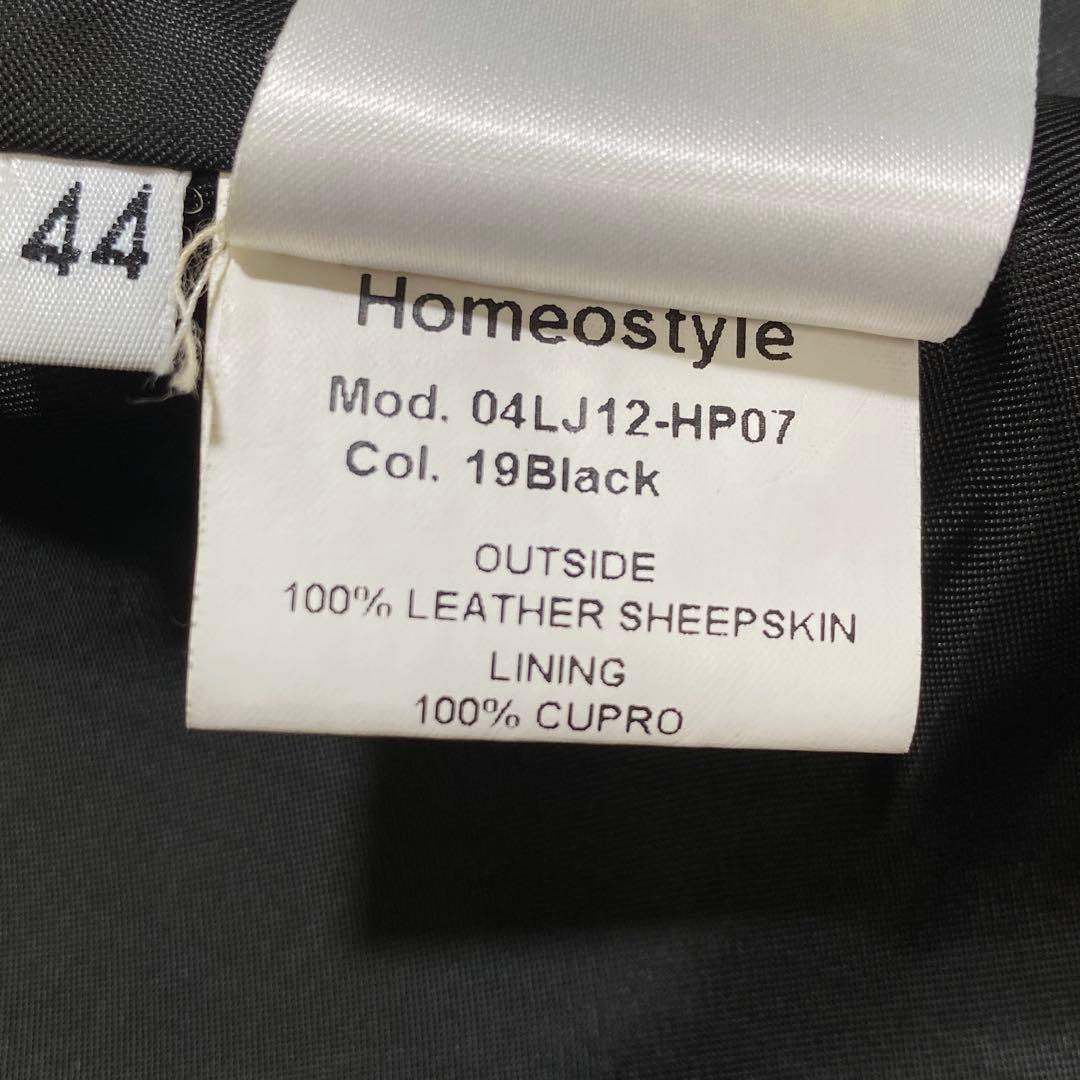 44
Homeostyle
Mod. 04LJ12-HP07
Col. 19Black
OUTSIDE
100% LEATHER SHEEPSKIN
LINING
100% CUPRO